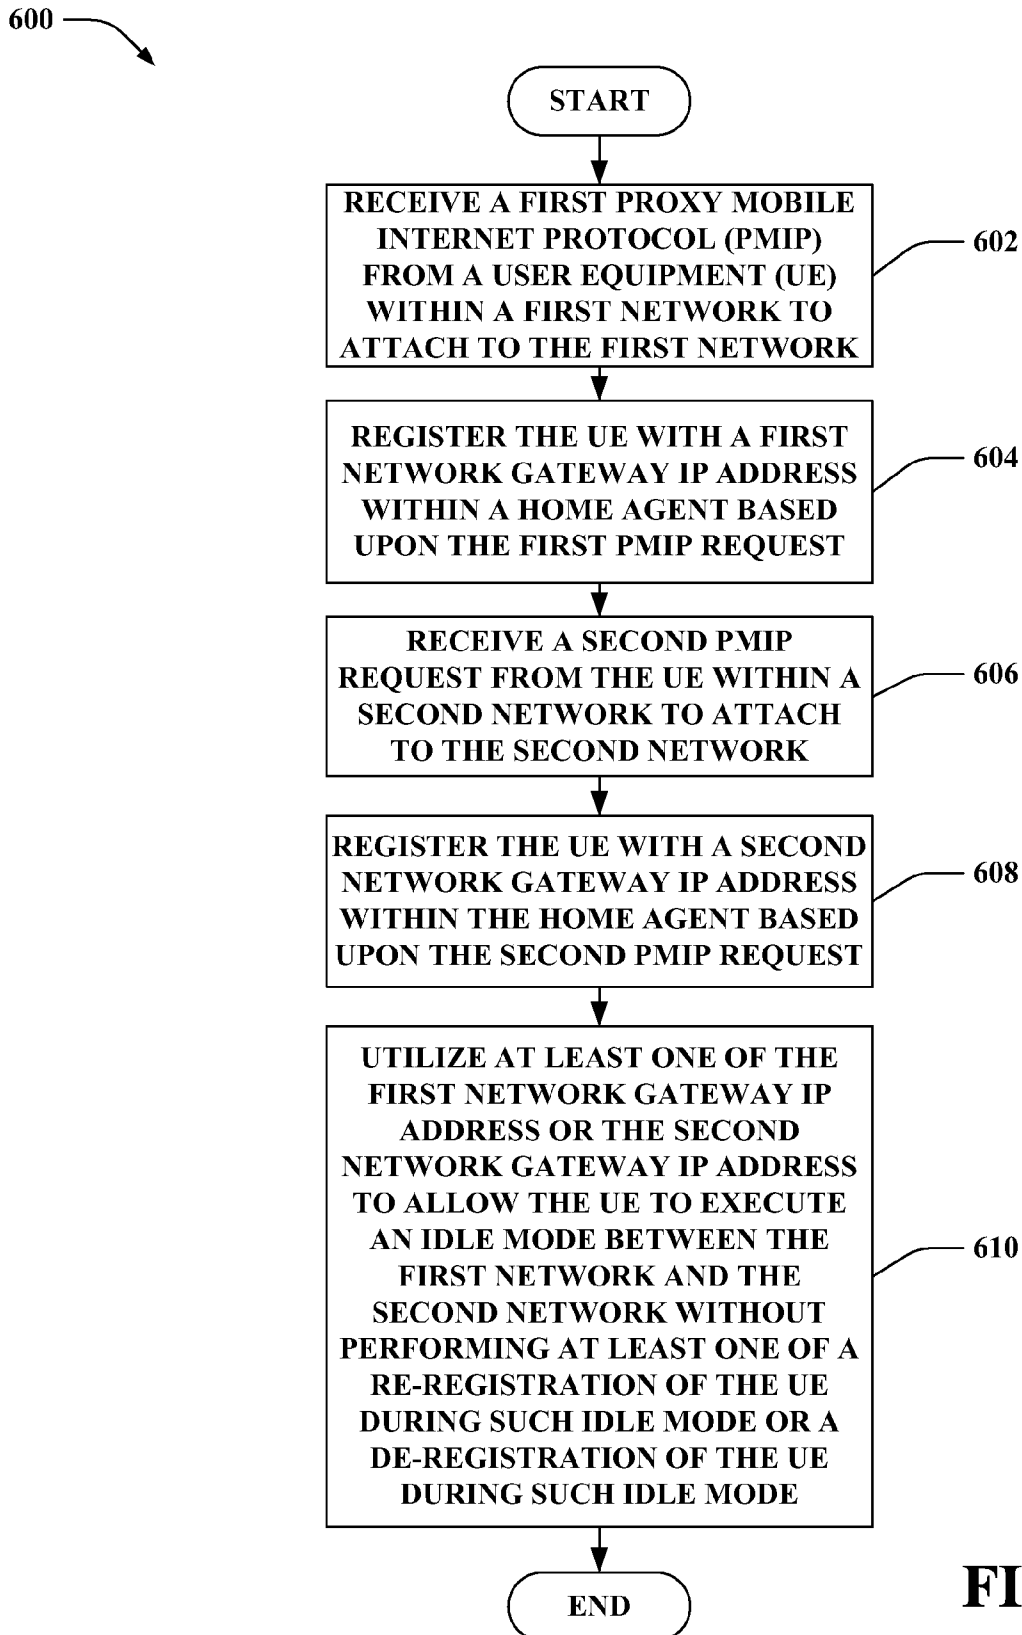 600
START
RECEIVE A FIRST PROXY MOBILE
INTERNET PROTOCOL (PMIP)
FROM A USER EQUIPMENT (UE)
WITHIN A FIRST NETWORK TO
ATTACH TO THE FIRST NETWORK
602
REGISTER THE UE WITH A FIRST
NETWORK GATEWAY IP ADDRESS
WITHIN A HOME AGENT BASED
UPON THE FIRST PMIP REQUEST
604
RECEIVE A SECOND PMIP
REQUEST FROM THE UE WITHIN A
SECOND NETWORK TO ATTACH
TO THE SECOND NETWORK
606
REGISTER THE UE WITH A SECOND
NETWORK GATEWAY IP ADDRESS
WITHIN THE HOME AGENT BASED
UPON THE SECOND PMIP REQUEST
608
UTILIZE AT LEAST ONE OF THE
FIRST NETWORK GATEWAY IP
ADDRESS OR THE SECOND
NETWORK GATEWAY IP ADDRESS
TO ALLOW THE UE TO EXECUTE
AN IDLE MODE BETWEEN THE
FIRST NETWORK AND THE
SECOND NETWORK WITHOUT
PERFORMING AT LEAST ONE OF A
RE-REGISTRATION OF THE UE
DURING SUCH IDLE MODE OR A
DE-REGISTRATION OF THE UE
DURING SUCH IDLE MODE
610
END
FI